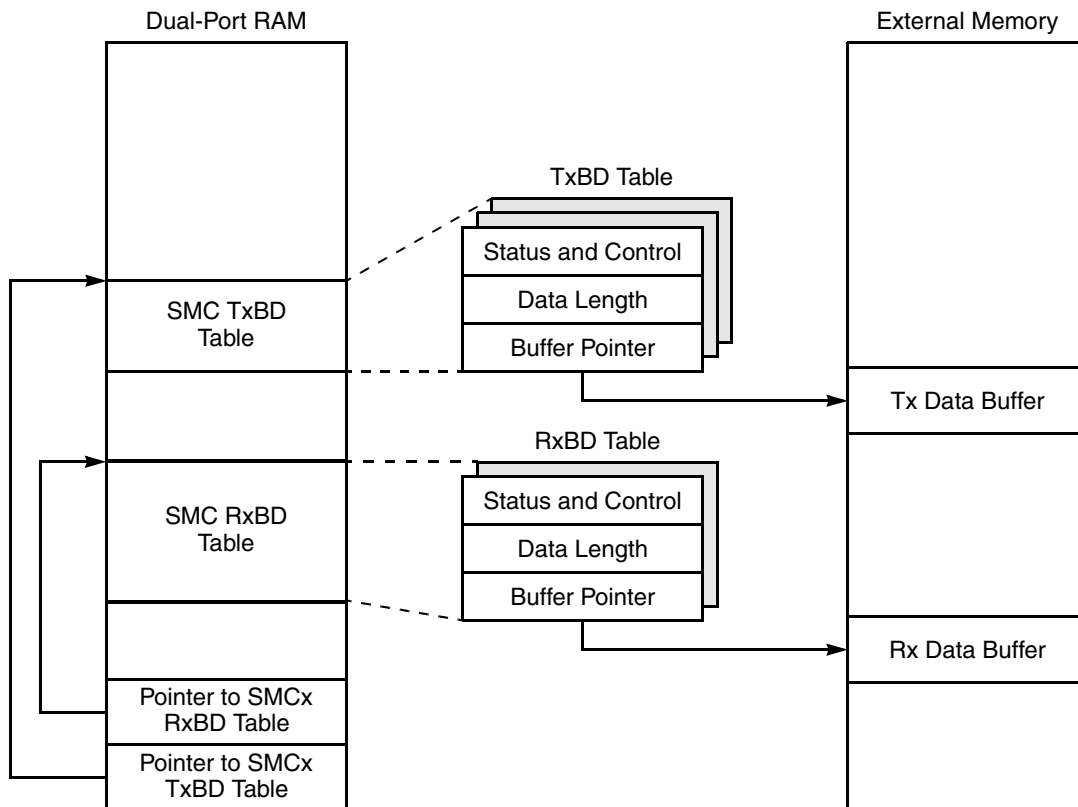 Dual-Port RAM
External Memory
TxBD Table
Status and Control
Data Length
Buffer Pointer
SMC TxBD
Table
Tx Data Buffer
RxBD Table
Status and Control
Data Length
Buffer Pointer
SMC RxBD
Table
Rx Data Buffer
Pointer to SMCx
RxBD Table
Pointer to SMCx
TxBD Table